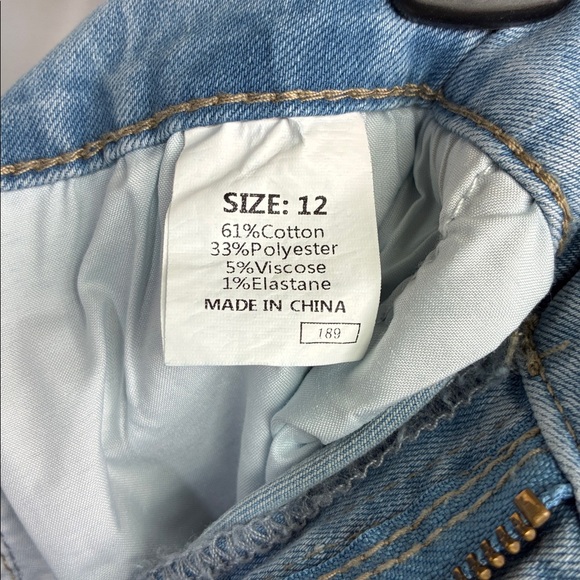 SIZE: 12
61%Cotton
33%Polyester
5%Viscose
1%Elastane
MADE IN CHINA
189